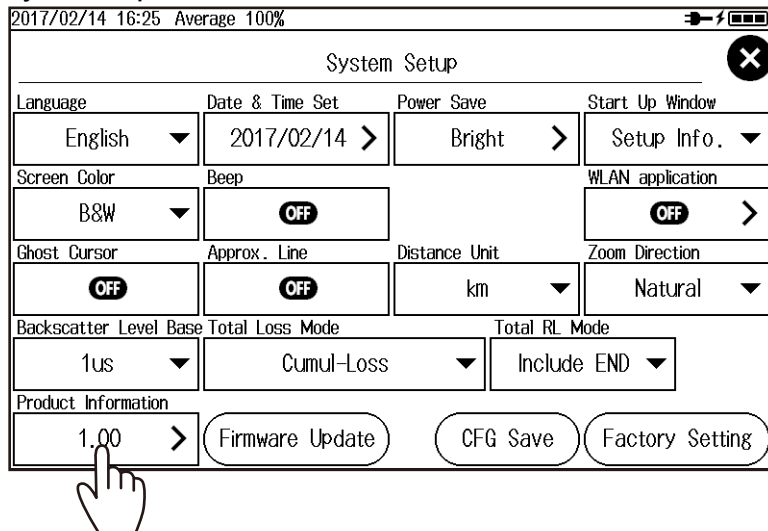 2017/02/14 16:25 Average 100%
System Setup
Language Date & Time Set Power Save Start Up Window
English 2017/02/14 Bright Setup Info.
Screen Color Beep WLAN application
B&W OFF OFF
Ghost Cursor Approx. Line Distance Unit Zoom Direction
OFF OFF km Natural
Backscatter Level Base Total Loss Mode Total RL Mode
1us Cumul-Loss Include END
Product Information
1.00 Firmware Update CFG Save Factory Setting